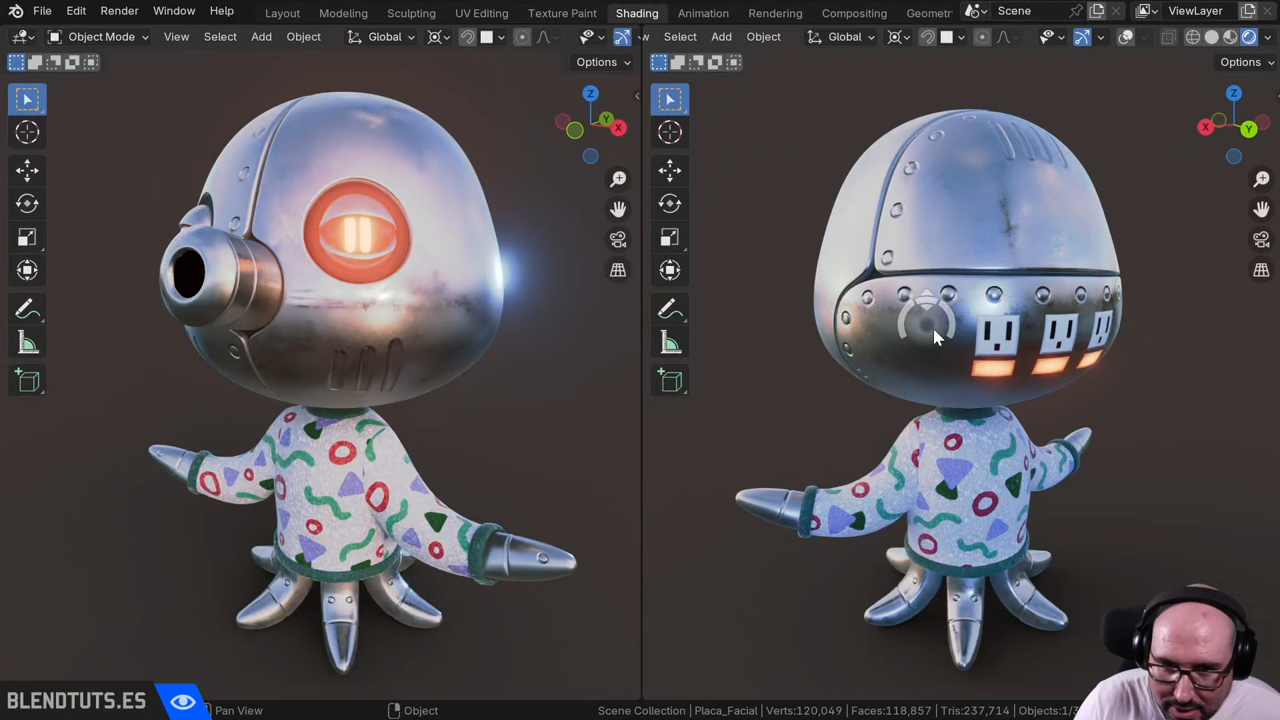 File Edit Render Window Help Layout Modeling Sculpting UV Editing Texture Paint Shading Animation Rendering Compositing Geometr Scene ViewLayer
Object Mode View Select Add Object Global Select Add Object Global
Options Options
Z Y X Z X Y
BLENDTUTS.ES Pan View Object Scene Collection | Placa_Facial | Verts:120,049 | Faces:118,857 | Tris:237,714 | Objects:1/3